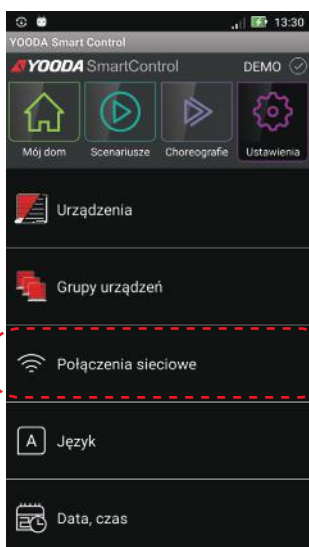 13:30
YOODA Smart Control
YOODA SmartControl DEMO
Mój dom Scenariusze Choreografie Ustawienia
Urządzenia
Grupy urządzeń
Połączenia sieciowe
A Język
Data, czas